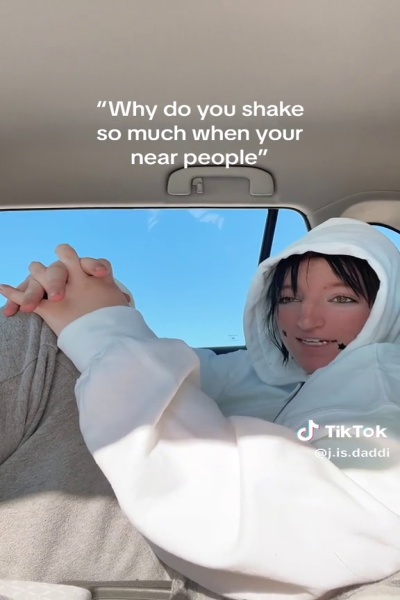 “Why do you shake
so much when your
near people”
TikTok
@j.is.daddi